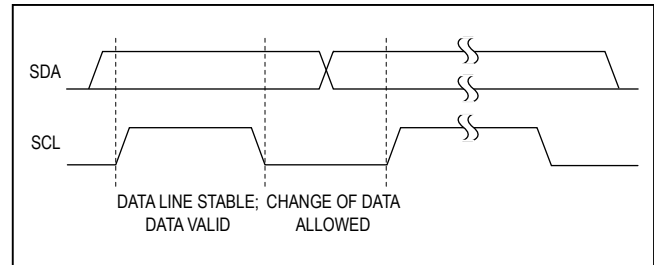 SDA
SCL
DATA LINE STABLE; CHANGE OF DATA
DATA VALID ALLOWED